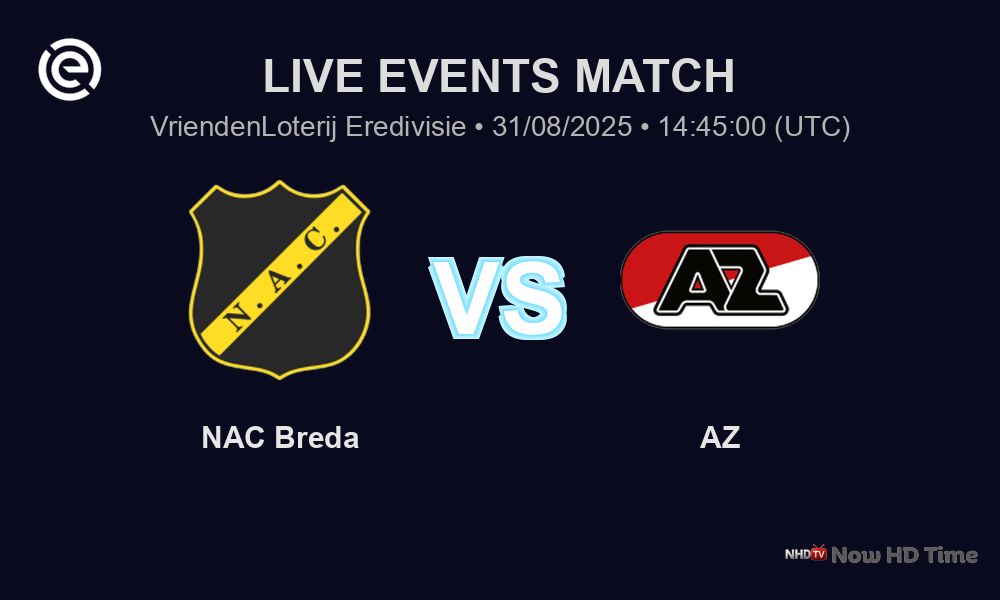 LIVE EVENTS MATCH
VriendenLoterij Eredivisie • 31/08/2025 • 14:45:00 (UTC)
N.A.C.
VS
AZ
NAC Breda
AZ
NHDTV Now HD Time